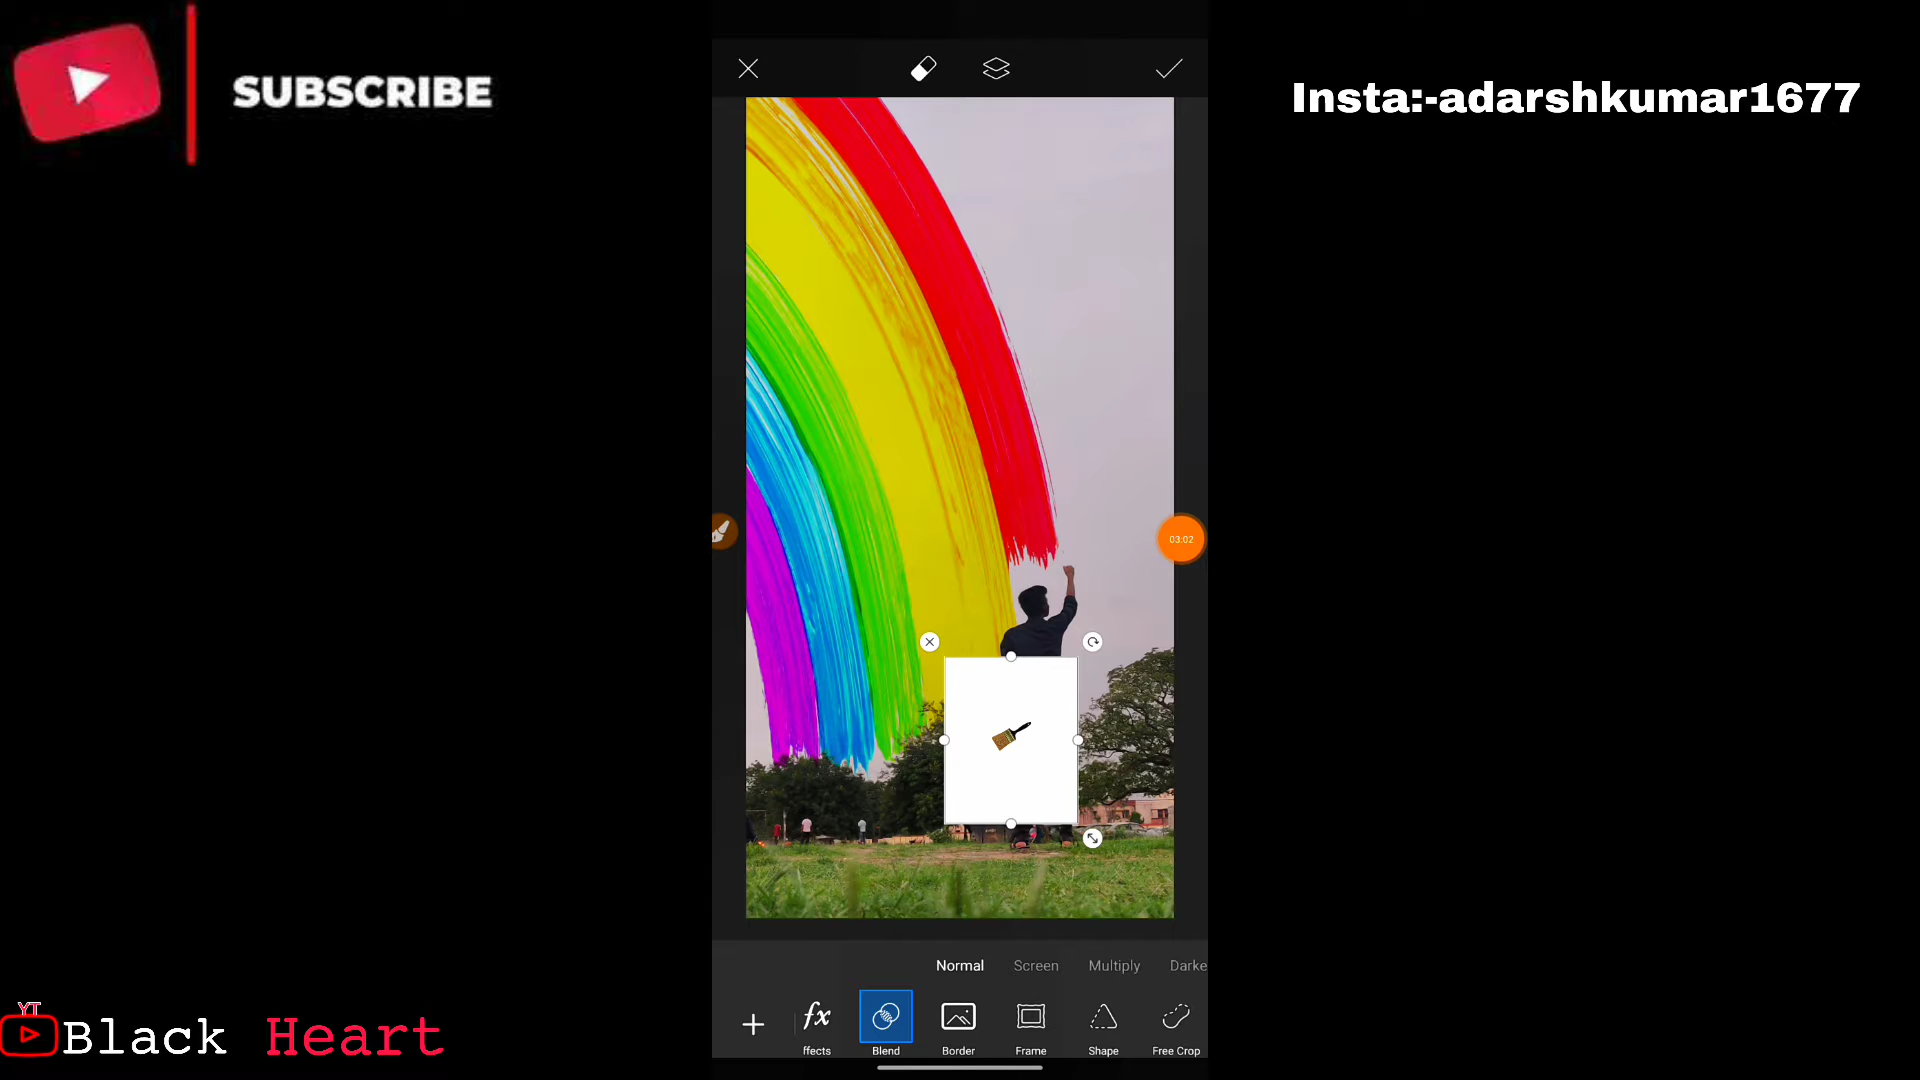 SUBSCRIBE
Insta:-adarshkumar1677
03:02
Normal Screen Multiply Darke
fx
ffects Blend Border Frame Shape Free Crop
YT
Black Heart